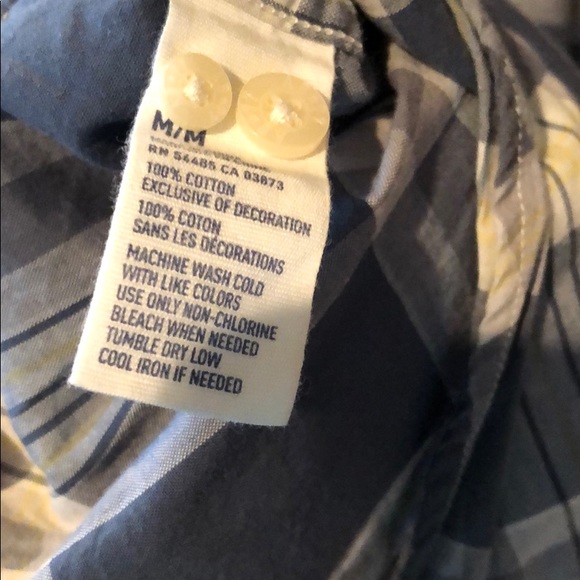 M/M
RN 54485 CA 03873
100% COTTON
EXCLUSIVE OF DECORATION
100% COTON
SANS LES DÉCORATIONS
MACHINE WASH COLD
WITH LIKE COLORS
USE ONLY NON-CHLORINE
BLEACH WHEN NEEDED
TUMBLE DRY LOW
COOL IRON IF NEEDED